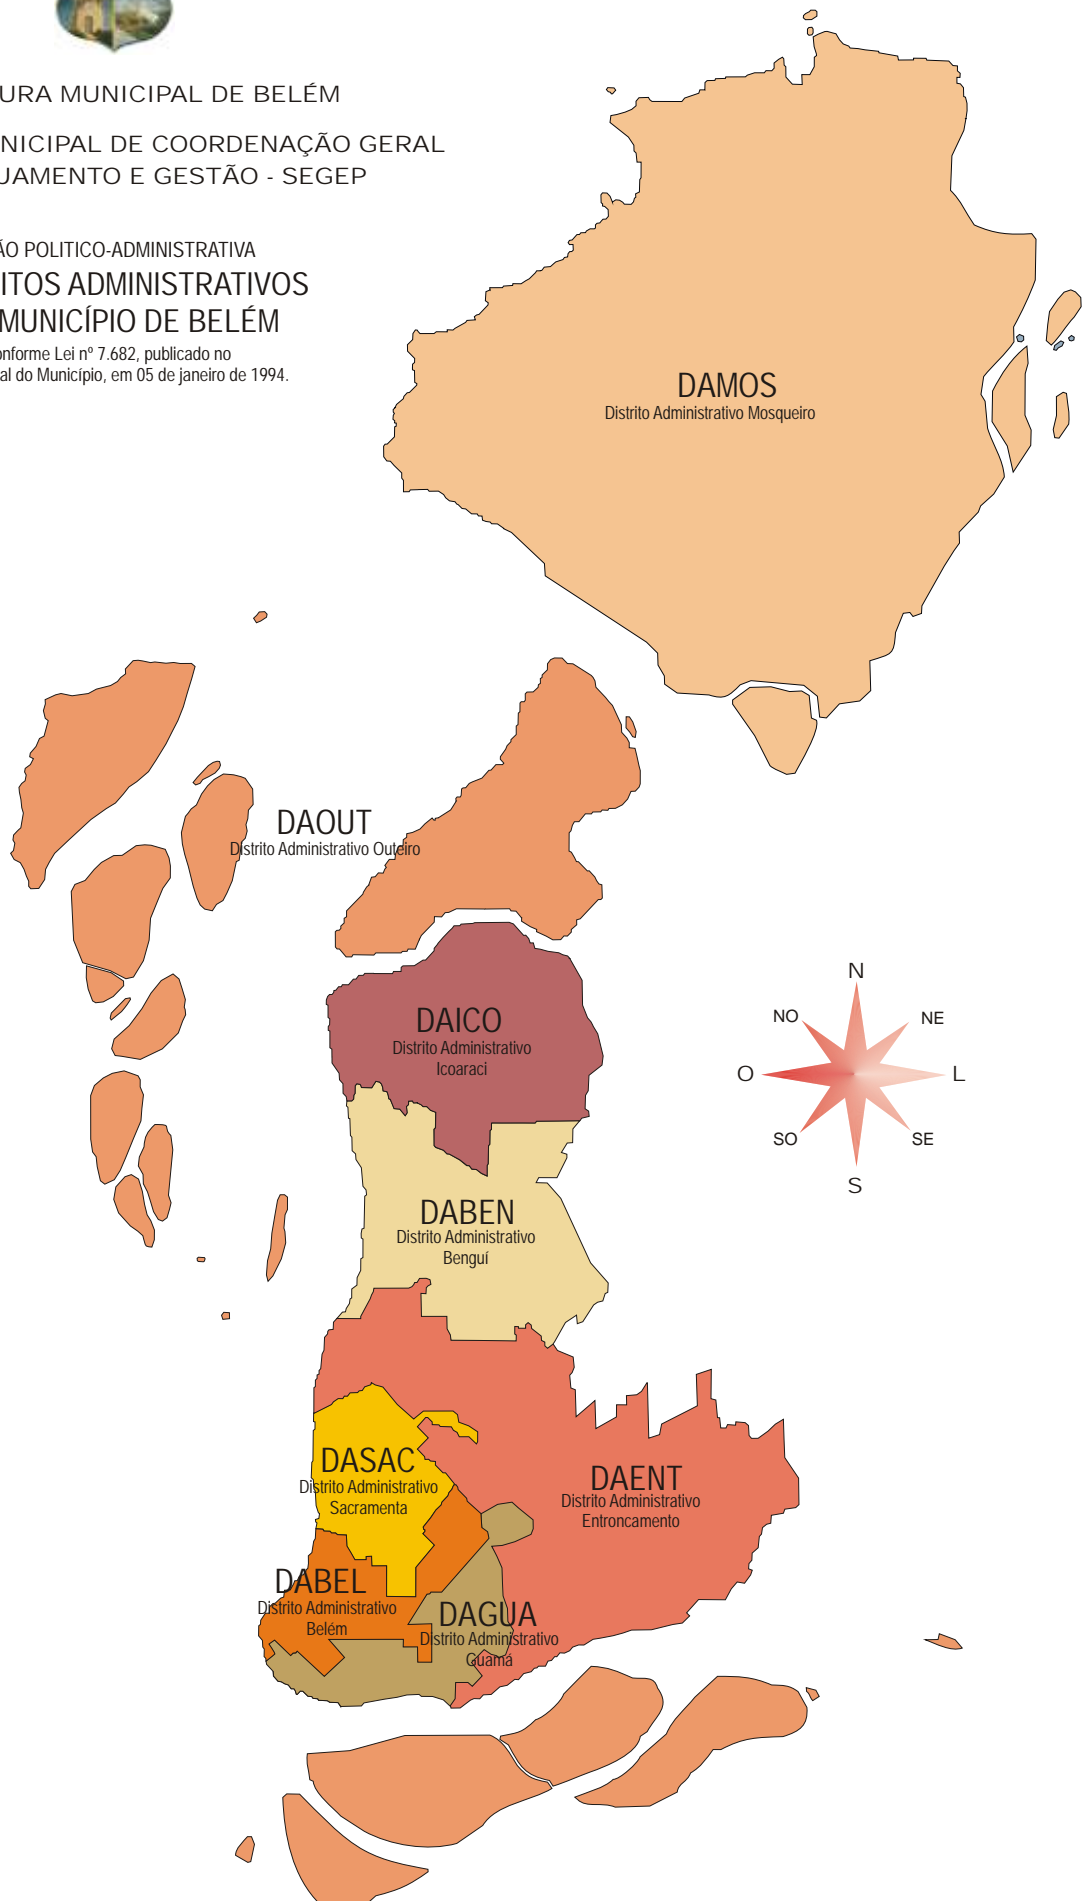 URA MUNICIPAL DE BELÉM
NICIPAL DE COORDENAÇÃO GERAL
JAMENTO E GESTÃO - SEGEP
ÃO POLITICO-ADMINISTRATIVA
ITOS ADMINISTRATIVOS
MUNICÍPIO DE BELÉM
onforme Lei nº 7.682, publicado no
al do Município, em 05 de janeiro de 1994.
DAMOS
Distrito Administrativo Mosqueiro
DAOUT
Distrito Administrativo Outeiro
DAICO
Distrito Administrativo
Icoaraci
N
NO
NE
O
L
SO
SE
S
DABEN
Distrito Administrativo
Benguí
DASAC
Distrito Administrativo
Sacramenta
DAENT
Distrito Administrativo
Entroncamento
DABEL
Distrito Administrativo
Belém
DAGUA
Distrito Administrativo
Guamá